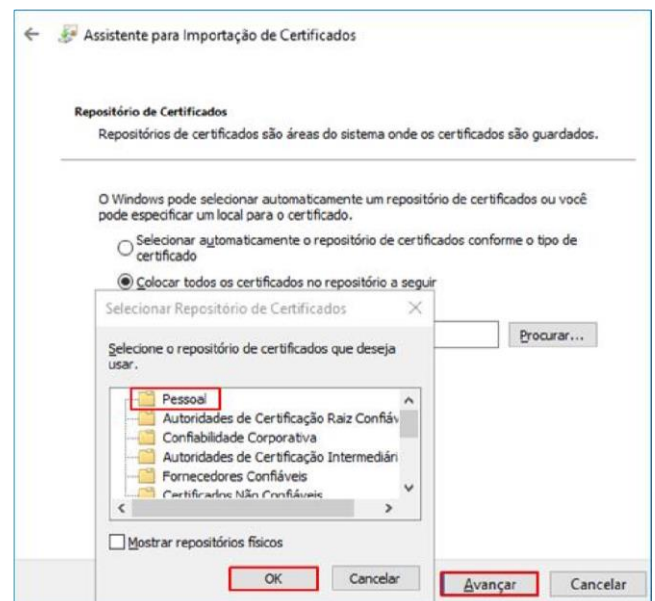 Assistente para Importação de Certificados
Repositório de Certificados
Repositórios de certificados são áreas do sistema onde os certificados são guardados.
O Windows pode selecionar automaticamente um repositório de certificados ou você
pode especificar um local para o certificado.
Selecionar automaticamente o repositório de certificados conforme o tipo de
certificado
Colocar todos os certificados no repositório a seguir
Procurar...
Selecionar Repositório de Certificados
Selecione o repositório de certificados que deseja
usar.
Pessoal
Autoridades de Certificação Raiz
Confiabilidade Corporativa
Autoridades de Certificação
Fornecedores Confiáveis
Certificados Não Confiáveis
Mostrar repositórios físicos
OK Cancelar
Avançar Cancelar